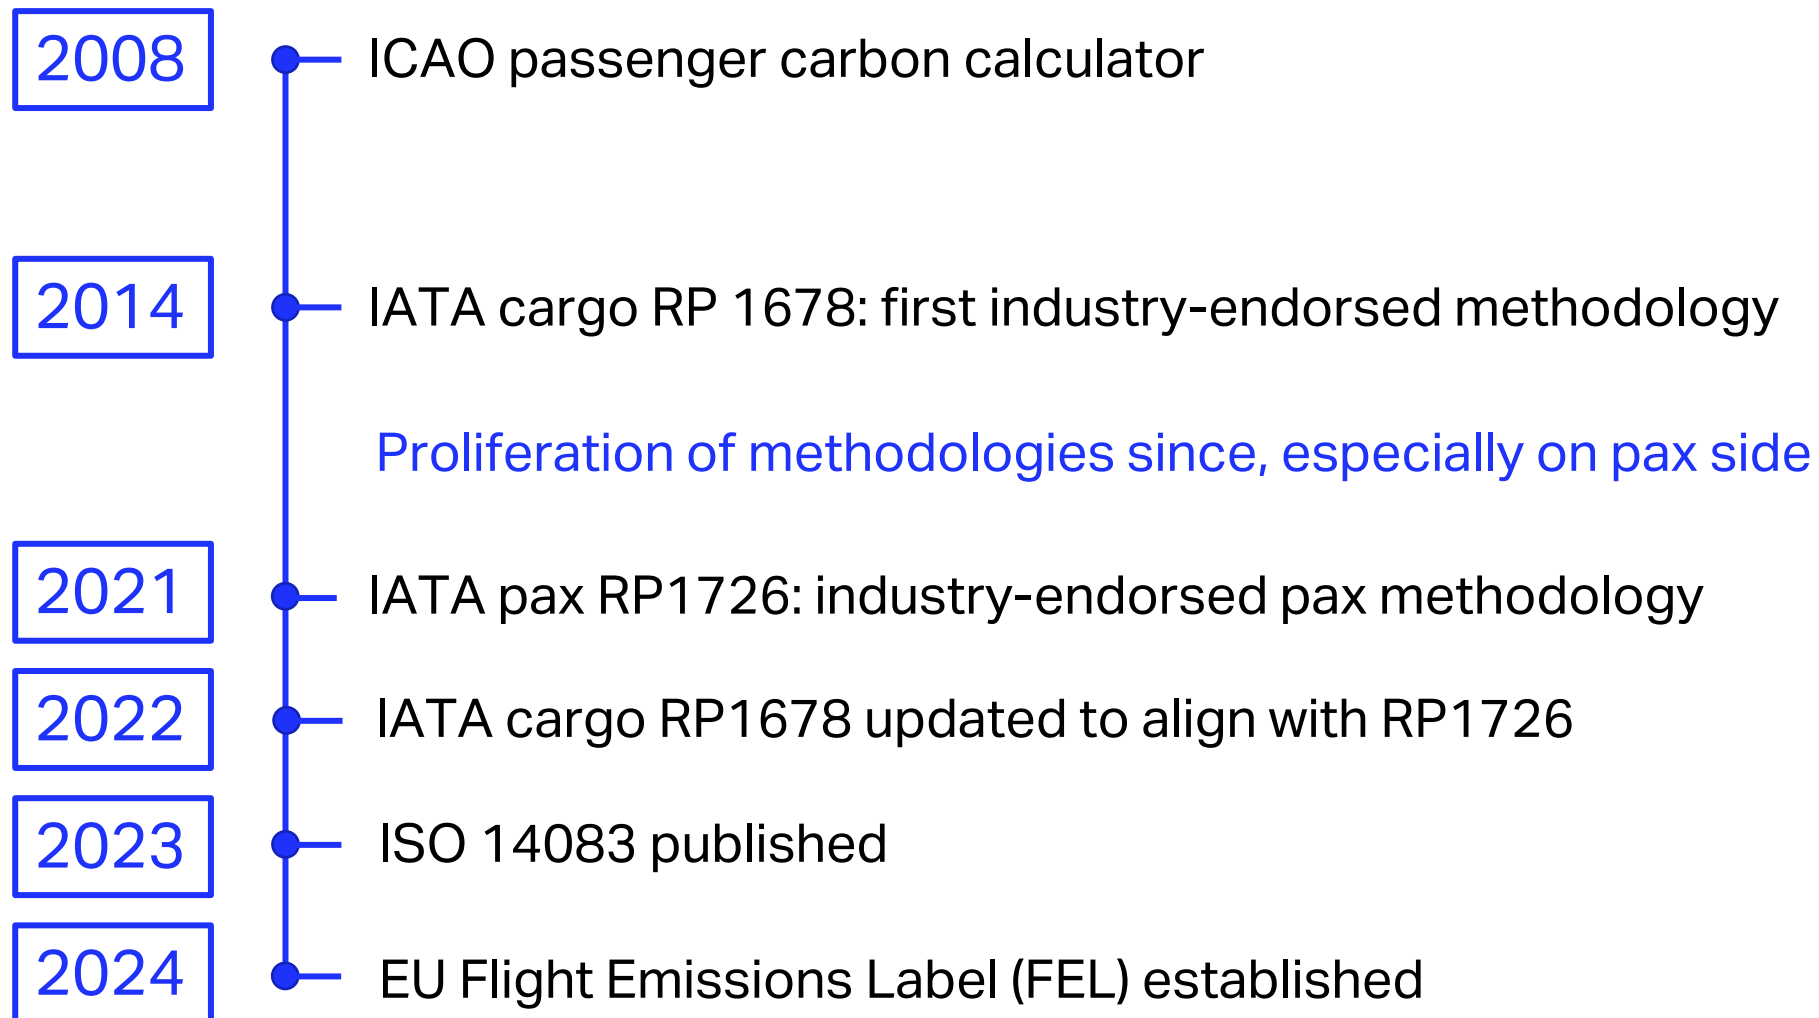 2008
ICAO passenger carbon calculator
2014
IATA cargo RP 1678: first industry-endorsed methodology
Proliferation of methodologies since, especially on pax side
2021
IATA pax RP1726: industry-endorsed pax methodology
2022
IATA cargo RP1678 updated to align with RP1726
2023
ISO 14083 published
2024
EU Flight Emissions Label (FEL) established